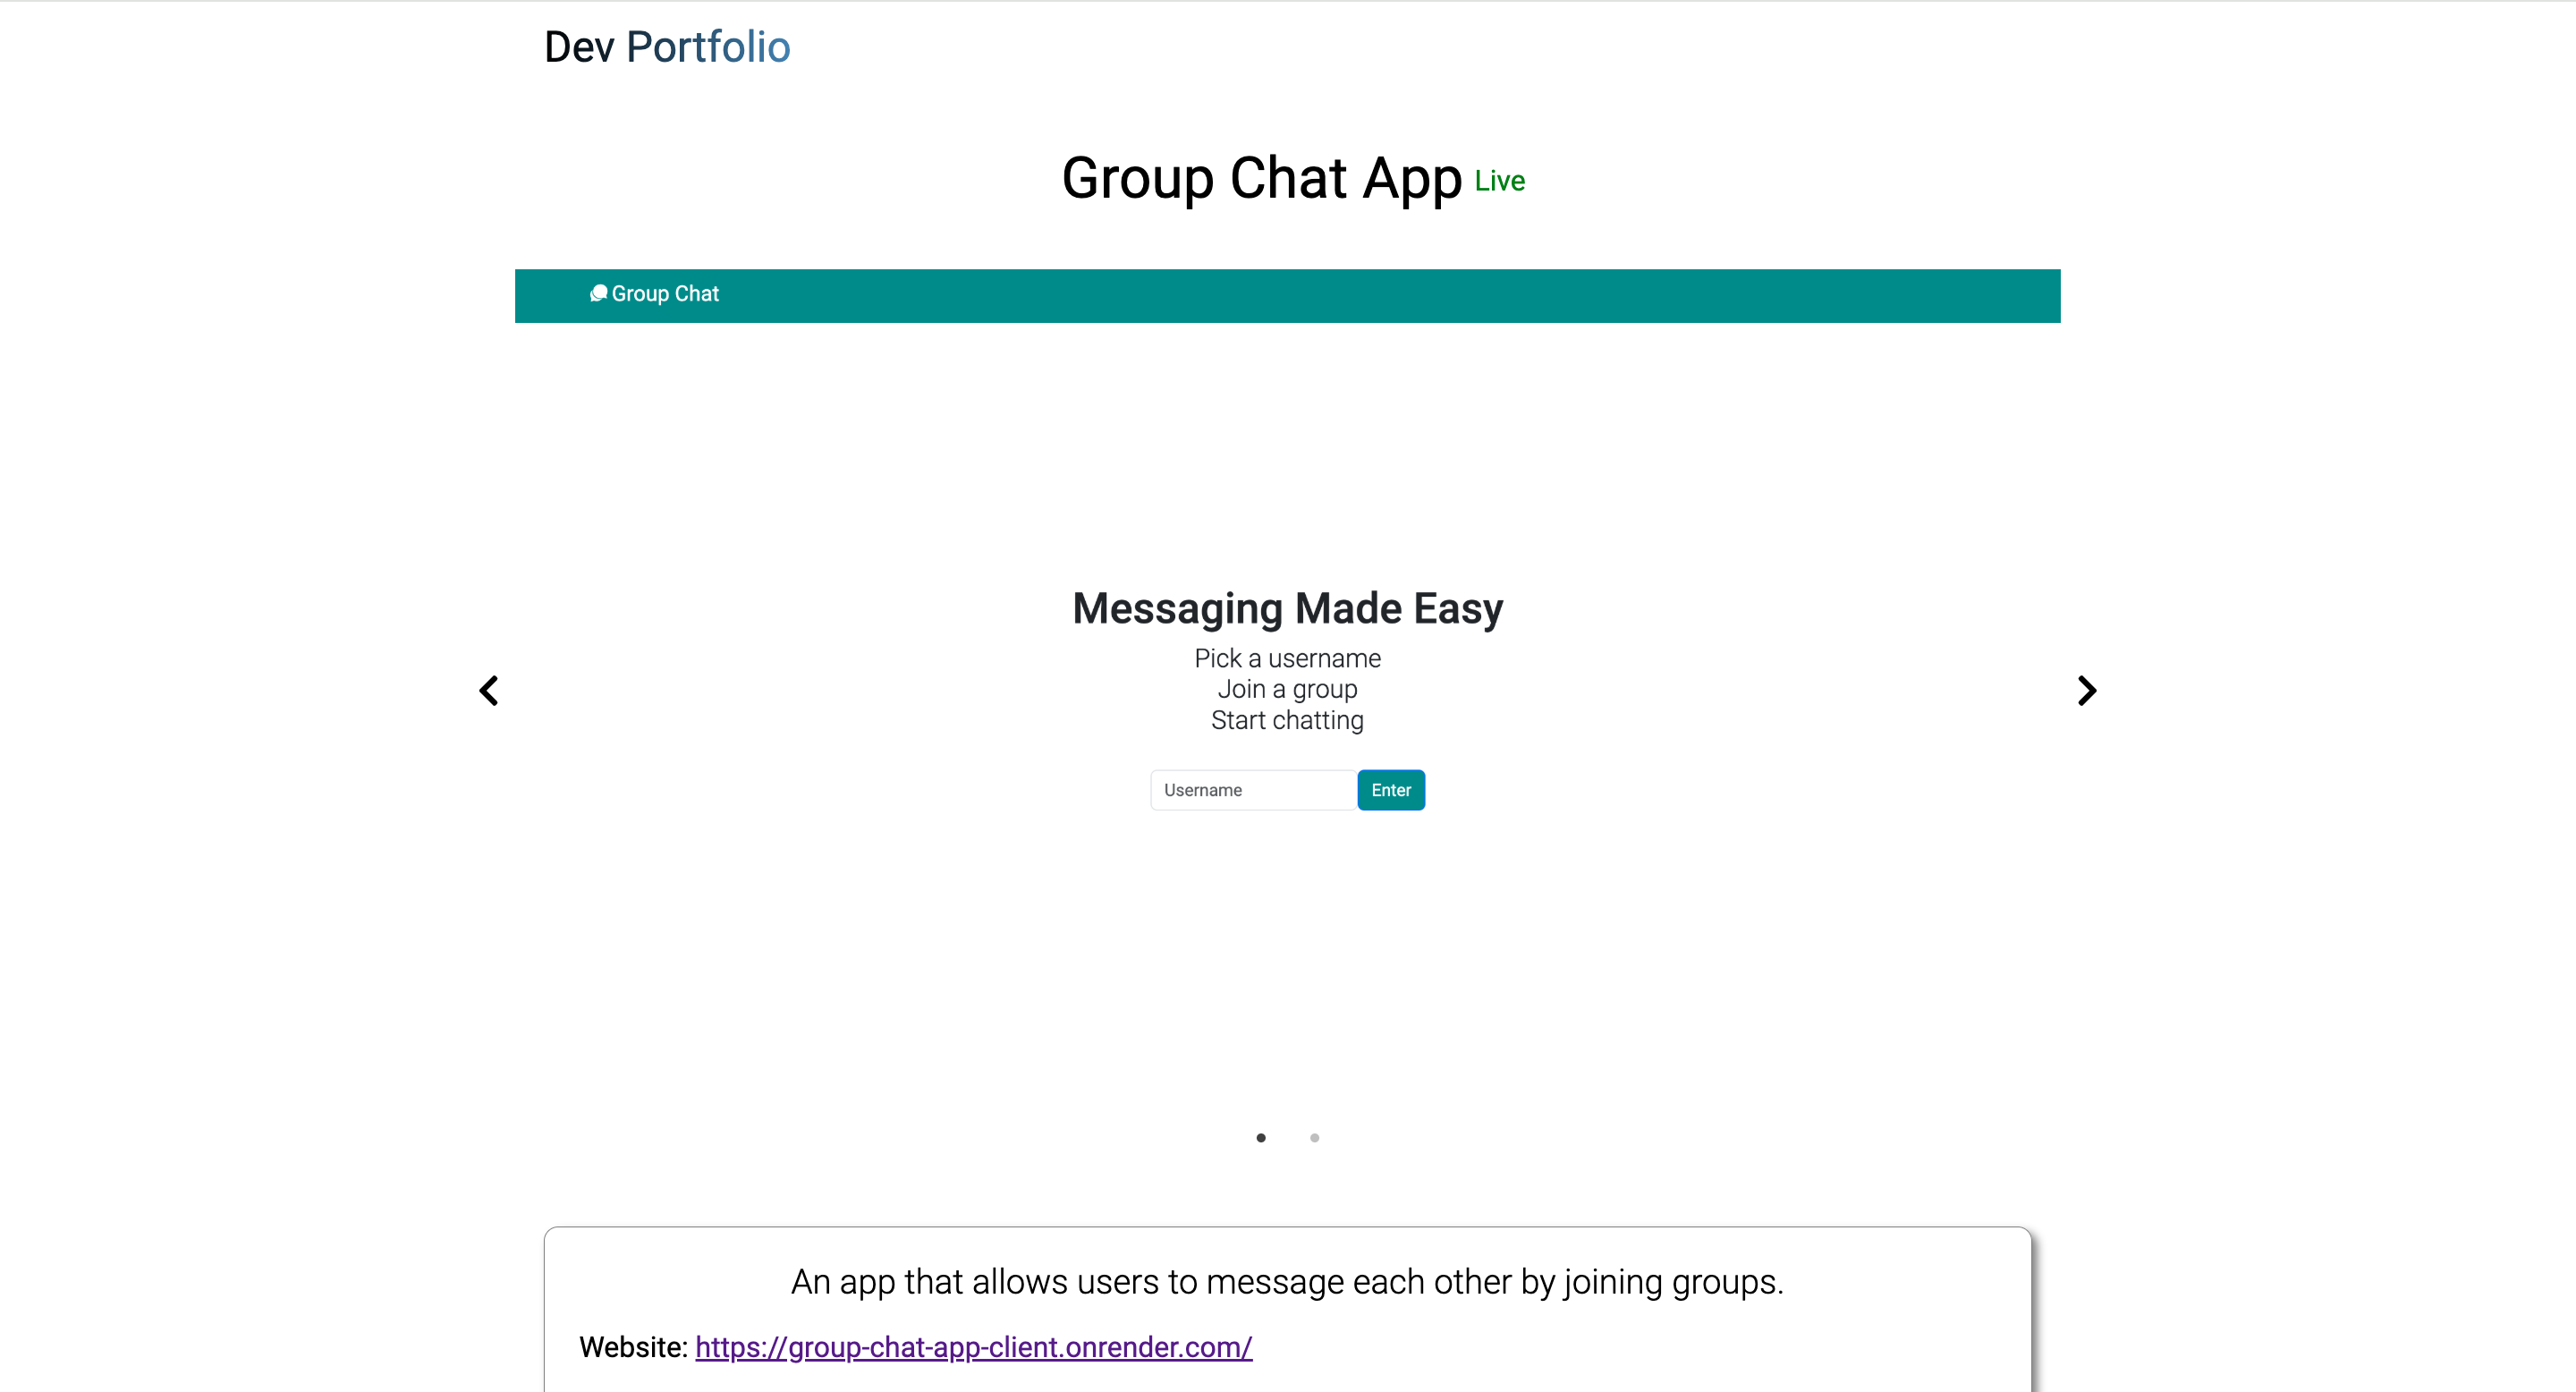 Dev Portfolio
Group Chat App Live
Group Chat
Messaging Made Easy
Pick a username
Join a group
Start chatting
Username Enter
An app that allows users to message each other by joining groups.
Website: https://group-chat-app-client.onrender.com/